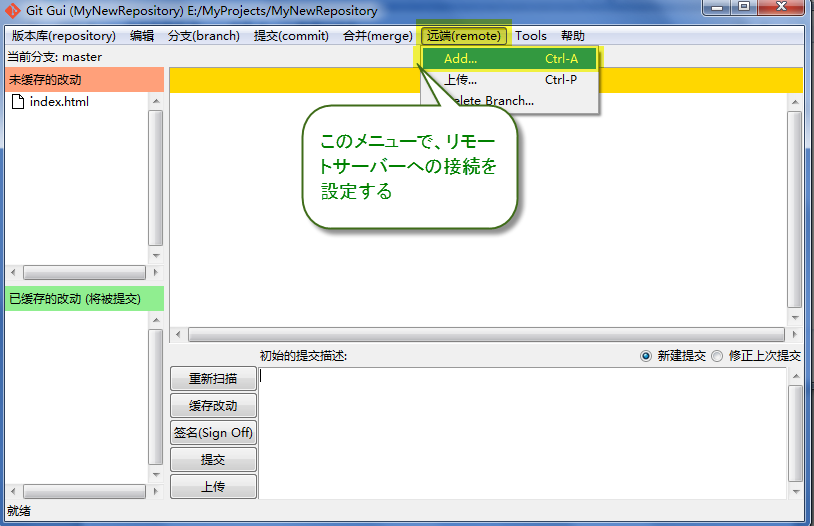 Git Gui (MyNewRepository) E:/MyProjects/MyNewRepository
版本库(repository) 编辑 分支(branch) 提交(commit) 合并(merge) 远端(remote) Tools 帮助
当前分支: master
Add... Ctrl-A
未缓存的改动
上传... Ctrl-P
index.html
Branch...
このメニューで、リモー
トサーバーへの接続を
設定する
已缓存的改动 (将被提交)
初始的提交描述:
新建提交 修正上次提交
重新扫描
缓存改动
签名(Sign Off)
提交
上传
就绪